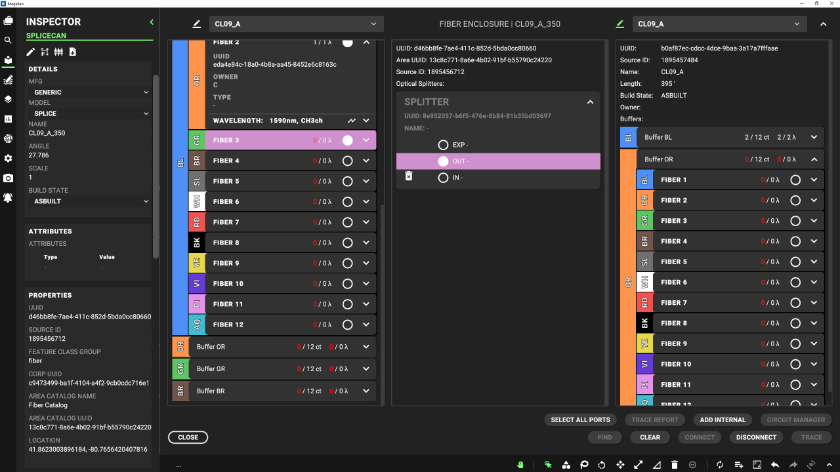 Mapskan
INSPECTOR
SPLICECAN
DETAILS
MFG
GENERIC
MODEL
SPLICE
NAME
CL09_A_350
ANGLE
27.786
SCALE
1
BUILD STATE
ASBUILT
ATTRIBUTES
ATTRIBUTES
Type Value
- -
PROPERTIES
UUID
d46bb8fe-7ae4-411c-852d-5bda0cc80660
SOURCE ID
1895456712
FEATURE CLASS GROUP
fiber
CORP UUID
c9473499-ba1f-4104-a4f2-9cb0cdc716e1
AREA CATALOG NAME
Fiber Catalog
AREA CATALOG UUID
13c8c771-8a6e-4b02-91bf-b55790c24220
LOCATION
41.8623003896184, -80.7656420407816
CL09_A
BL
OR
FIBER 2 1 / 1 λ
UUID
eda4e84c-18a0-4b8a-aa45-8452e6c8163c
OWNER
C
TYPE
-
WAVELENGTH: 1590nm, CH3ch
GR FIBER 3 0 / 0 λ
BR FIBER 4 0 / 0 λ
SL FIBER 5 0 / 0 λ
WH FIBER 6 0 / 0 λ
RD FIBER 7 0 / 0 λ
BK FIBER 8 0 / 0 λ
YE FIBER 9 0 / 0 λ
VI FIBER 10 0 / 0 λ
PI FIBER 11 0 / 0 λ
AQ FIBER 12 0 / 0 λ
OR Buffer OR 0 / 12 ct 0 / 0 λ
GR Buffer GR 0 / 12 ct 0 / 0 λ
BR Buffer BR 0 / 12 ct 0 / 0 λ
CLOSE
FIBER ENCLOSURE | CL09_A_350
UUID: d46bb8fe-7ae4-411c-852d-5bda0cc80660
Area UUID: 13c8c771-8a6e-4b02-91bf-b55790c24220
Source ID: 1895456712
Optical Splitters:
SPLITTER
UUID: 8e952037-b6f5-476e-8b84-81b35bd03697
NAME: -
EXP -
OUT -
IN -
CL09_A
UUID: b0af87ec-cdcc-4dce-9baa-3a17a7fffaae
Source ID: 1895457484
Name: CL09_A
Length: 395 '
Build State: ASBUILT
Owner:
Buffers:
BL Buffer BL 2 / 12 ct 2 / 2 λ
Buffer OR 0 / 12 ct 0 / 0 λ
OR
BL FIBER 1 0 / 0 λ
OR FIBER 2 0 / 0 λ
GR FIBER 3 0 / 0 λ
BR FIBER 4 0 / 0 λ
SL FIBER 5 0 / 0 λ
WH FIBER 6 0 / 0 λ
RD FIBER 7 0 / 0 λ
BK FIBER 8 0 / 0 λ
YE FIBER 9 0 / 0 λ
VI FIBER 10 0 / 0 λ
PI FIBER 11 0 / 0 λ
FIBER 12 0 / 0 λ
SELECT ALL PORTS TRACE REPORT ADD INTERNAL CIRCUIT MANAGER
FIND CLEAR CONNECT DISCONNECT TRACE
...